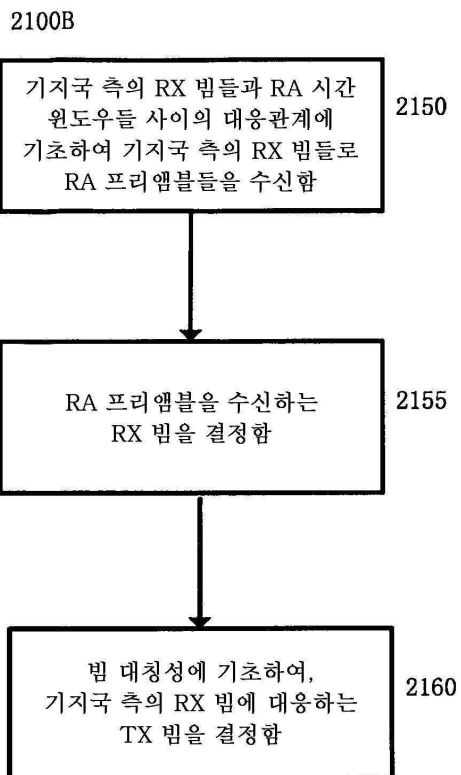 2100B
기지국 측의 RX 빔들과 RA 시간
윈도우들 사이의 대응관계에
기초하여 기지국 측의 RX 빔들로
RA 프리앰블들을 수신함
2150
RA 프리앰블을 수신하는
RX 빔을 결정함
2155
빔 대칭성에 기초하여,
기지국 측의 RX 빔에 대응하는
TX 빔을 결정함
2160